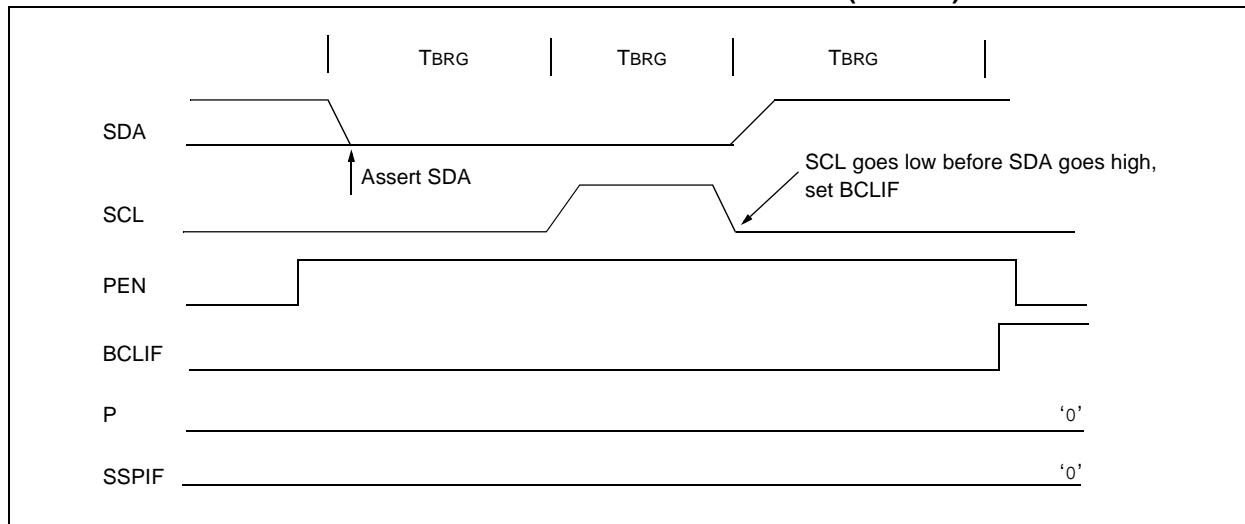 TBRG TBRG TBRG
SDA
SCL goes low before SDA goes high,
set BCLIF
Assert SDA
SCL
PEN
BCLIF
P
‘0’
SSPIF
‘0’